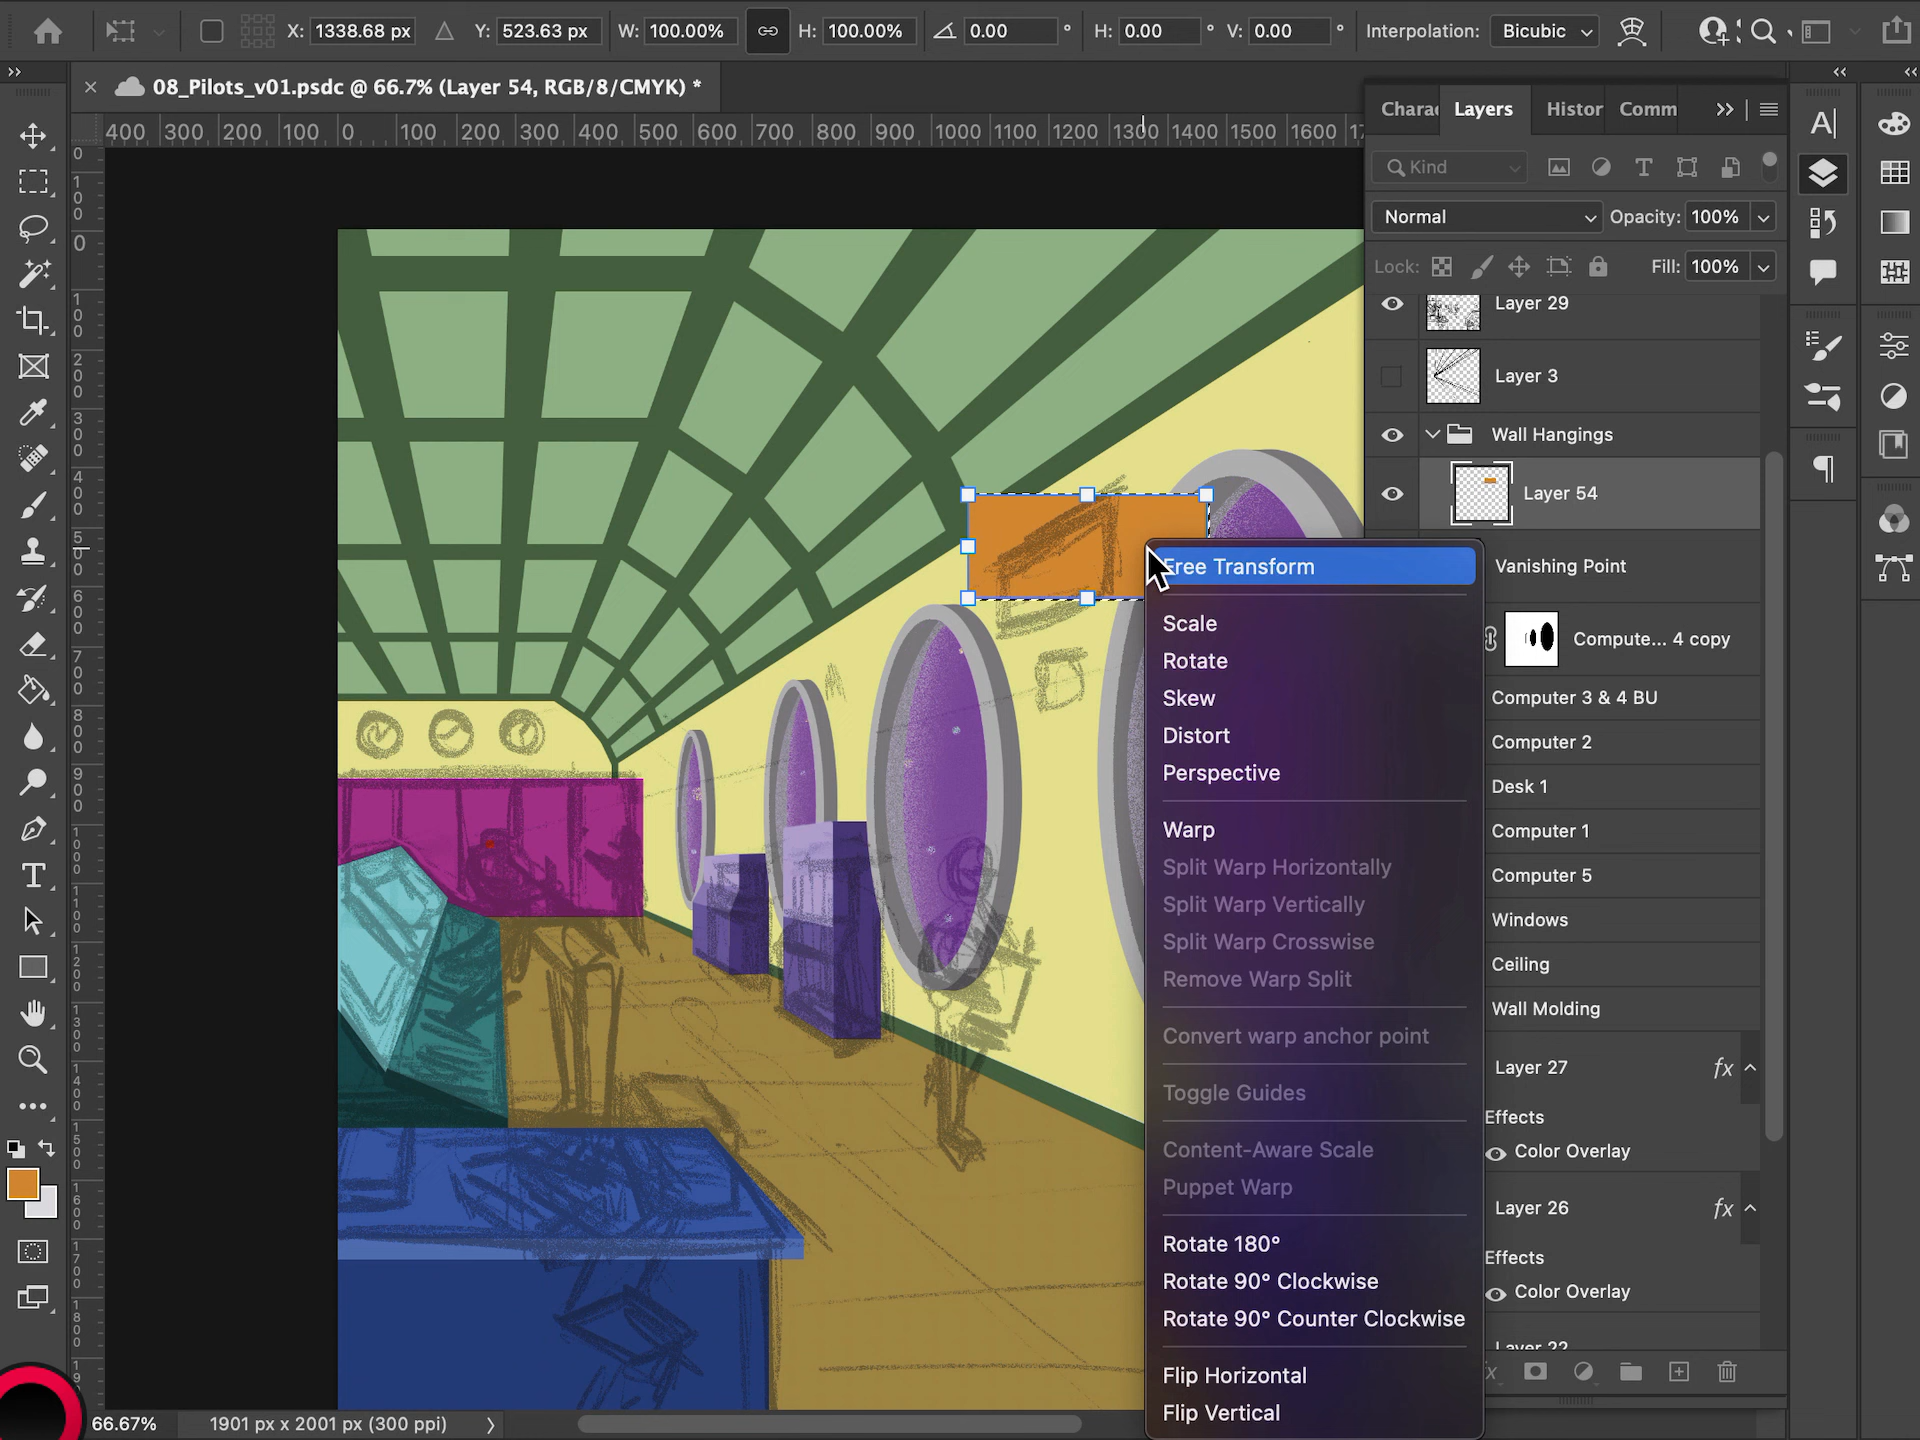 X: 1338.68 px Y: 523.63 px W: 100.00% H: 100.00% 0.00 ° H: 0.00 ° V: 0.00 ° Interpolation: Bicubic
08_Pilots_v01.psdc @ 66.7% (Layer 54, RGB/8/CMYK) *
Charac Layers Histor Comm
400 300 200 100 0 100 200 300 400 500 600 700 800 900 1000 1100 1200 1300 1400 1500 1600
Kind
Normal Opacity: 100%
Lock: Fill: 100%
Layer 29
Layer 3
Wall Hangings
Layer 54
Vanishing Point
Compute... 4 copy
Computer 3 & 4 BU
Computer 2
Desk 1
Computer 1
Computer 5
Windows
Ceiling
Wall Molding
Layer 27 fx
Effects
Color Overlay
Layer 26 fx
Effects
Color Overlay
Layer 22
Free Transform
Scale
Rotate
Skew
Distort
Perspective
Warp
Split Warp Horizontally
Split Warp Vertically
Split Warp Crosswise
Remove Warp Split
Convert warp anchor point
Toggle Guides
Content-Aware Scale
Puppet Warp
Rotate 180°
Rotate 90° Clockwise
Rotate 90° Counter Clockwise
Flip Horizontal
Flip Vertical
66.67% 1901 px x 2001 px (300 ppi)